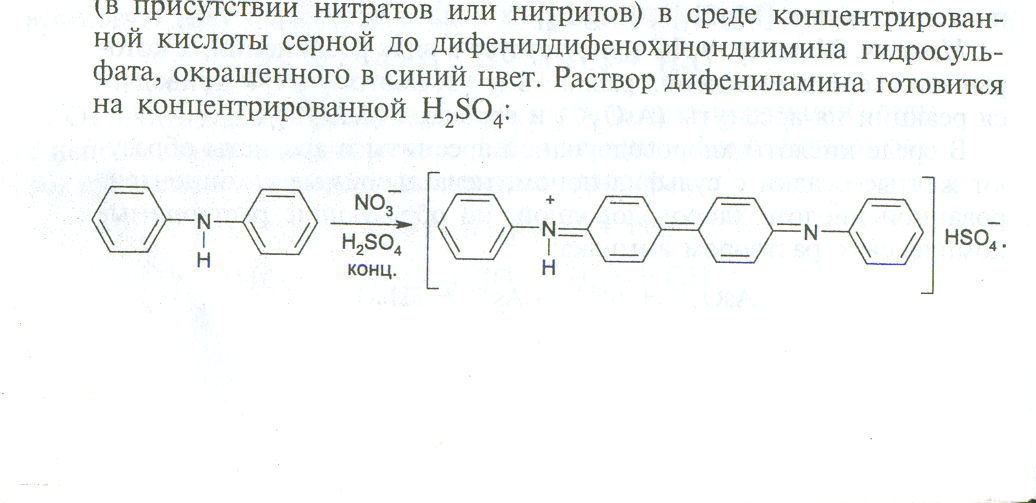 (в присутствии нитратов или нитритов) в среде концентрирован-
ной кислоты серной до дифенилдифенохинондиимина гидросуль-
фата, окрашенного в синий цвет. Раствор дифениламина готовится
на концентрированной H₂SO₄:
NO₃⁻
H₂SO₄
конц.
N
H
+
N
H
N
HSO₄⁻.